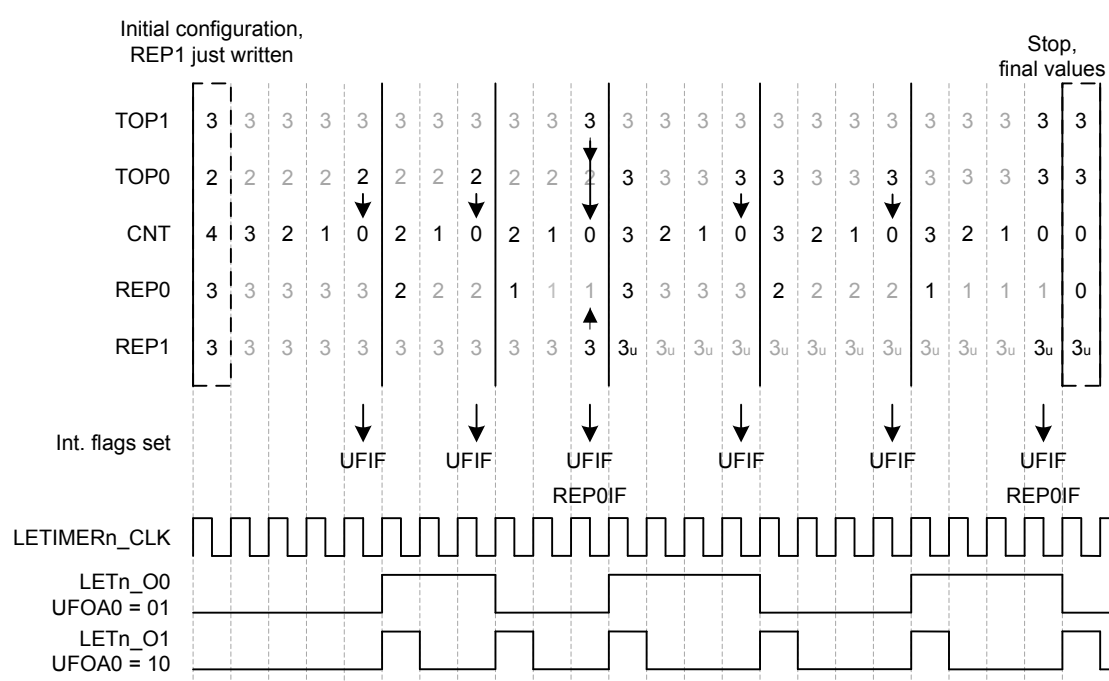 Initial configuration,
REP1 just written
Stop,
final values
TOP1 3 3 3 3 3 3 3 3 3 3 3 3 3 3 3 3 3 3 3 3 3 3 3 3
TOP0 2 2 2 2 2 2 2 2 2 2 2 3 3 3 3 3 3 3 3 3 3 3 3 3
CNT 4 3 2 1 0 2 1 0 2 1 0 3 2 1 0 3 2 1 0 3 2 1 0 0
REP0 3 3 3 3 3 2 2 2 1 1 1 3 3 3 3 2 2 2 2 1 1 1 1 0
REP1 3 3 3 3 3 3 3 3 3 3 3 3u 3u 3u 3u 3u 3u 3u 3u 3u 3u 3u 3u 3u
Int. flags set
UFIF UFIF UFIF UFIF UFIF UFIF
REP0IF REP0IF
LETIMERn_CLK
LETn_O0
UFOA0 = 01
LETn_O1
UFOA0 = 10